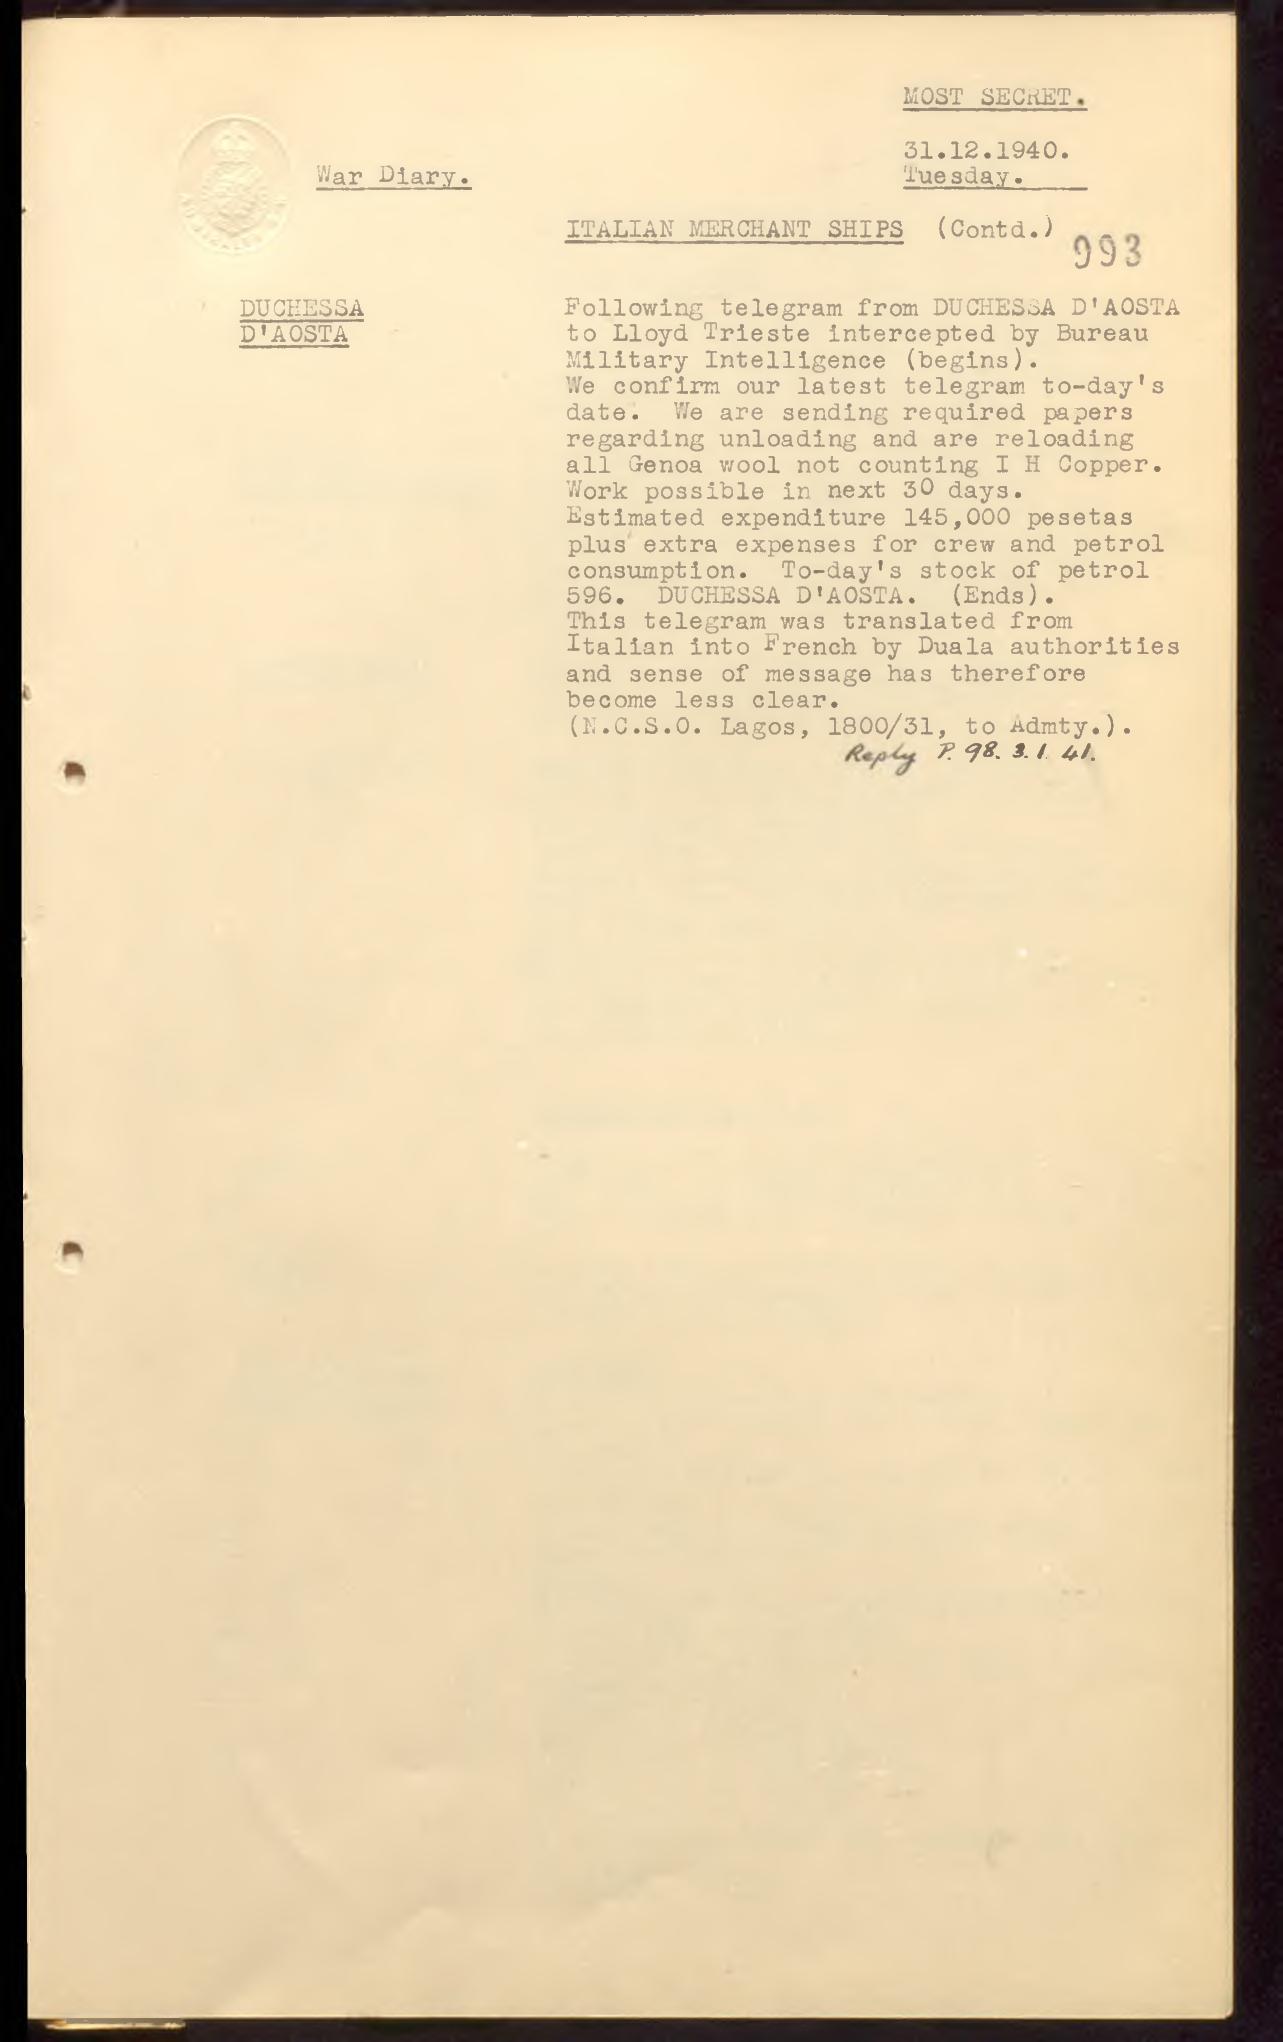 MOST SECRET.
31.12.1940.
War Diary.
Tuesday.
ITALIAN MERCHANT SHIPS (Contd.)
993
DUCHESSA
D'AOSTA
Following telegram from DUCHESSA D'AOSTA
to Lloyd Trieste intercepted by Bureau
Military Intelligence (begins).
We confirm our latest telegram to-day's
date. We are sending required papers
regarding unloading and are reloading
all Genoa wool not counting I H Copper.
Work possible in next 30 days.
Estimated expenditure 145,000 pesetas
plus extra expenses for crew and petrol
consumption. To-day's stock of petrol
596. DUCHESSA D'AOSTA. (Ends).
This telegram was translated from
Italian into French by Duala authorities
and sense of message has therefore
become less clear.
(N.C.S.O. Lagos, 1800/31, to Admty.).
Reply P. 98. 3.1.41.